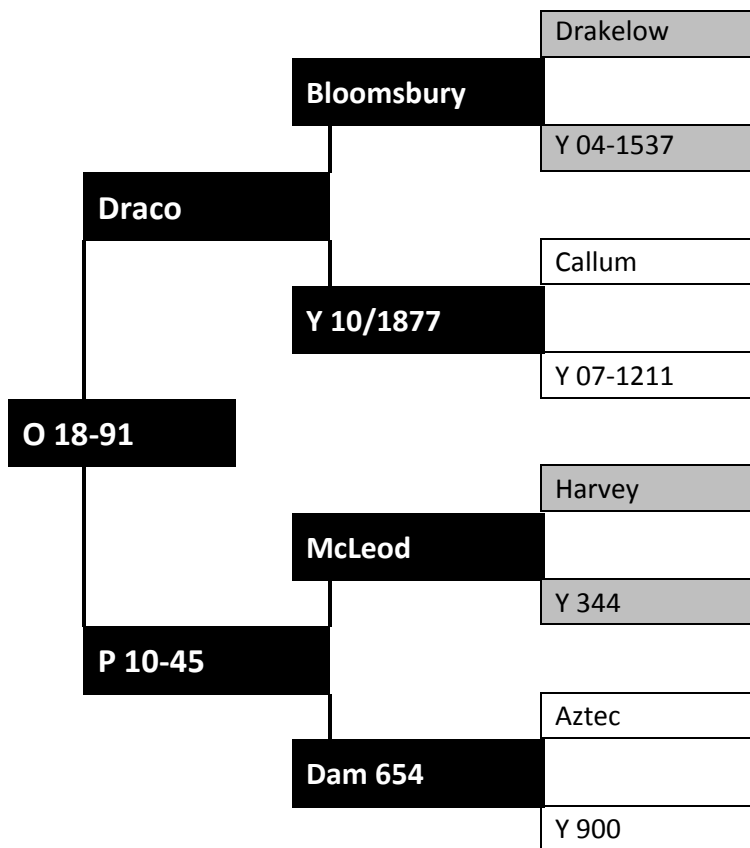 Drakelow
Bloomsbury
Y 04-1537
Draco
Callum
Y 10/1877
Y 07-1211
O 18-91
Harvey
McLeod
Y 344
P 10-45
Aztec
Dam 654
Y 900